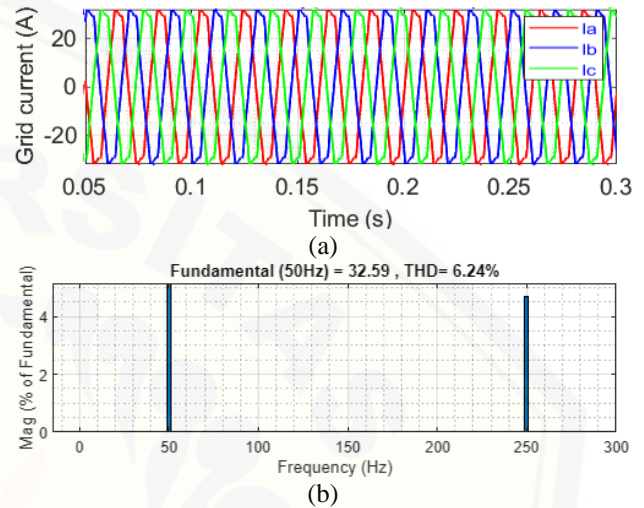 Grid current (A)
20
0
-20
Ia
Ib
Ic
0.05 0.1 0.15 0.2 0.25 0.3
Time (s)
(a)
Fundamental (50Hz) = 32.59 , THD= 6.24%
Mag (% of Fundamental)
4
2
0
0 50 100 150 200 250 300
Frequency (Hz)
(b)